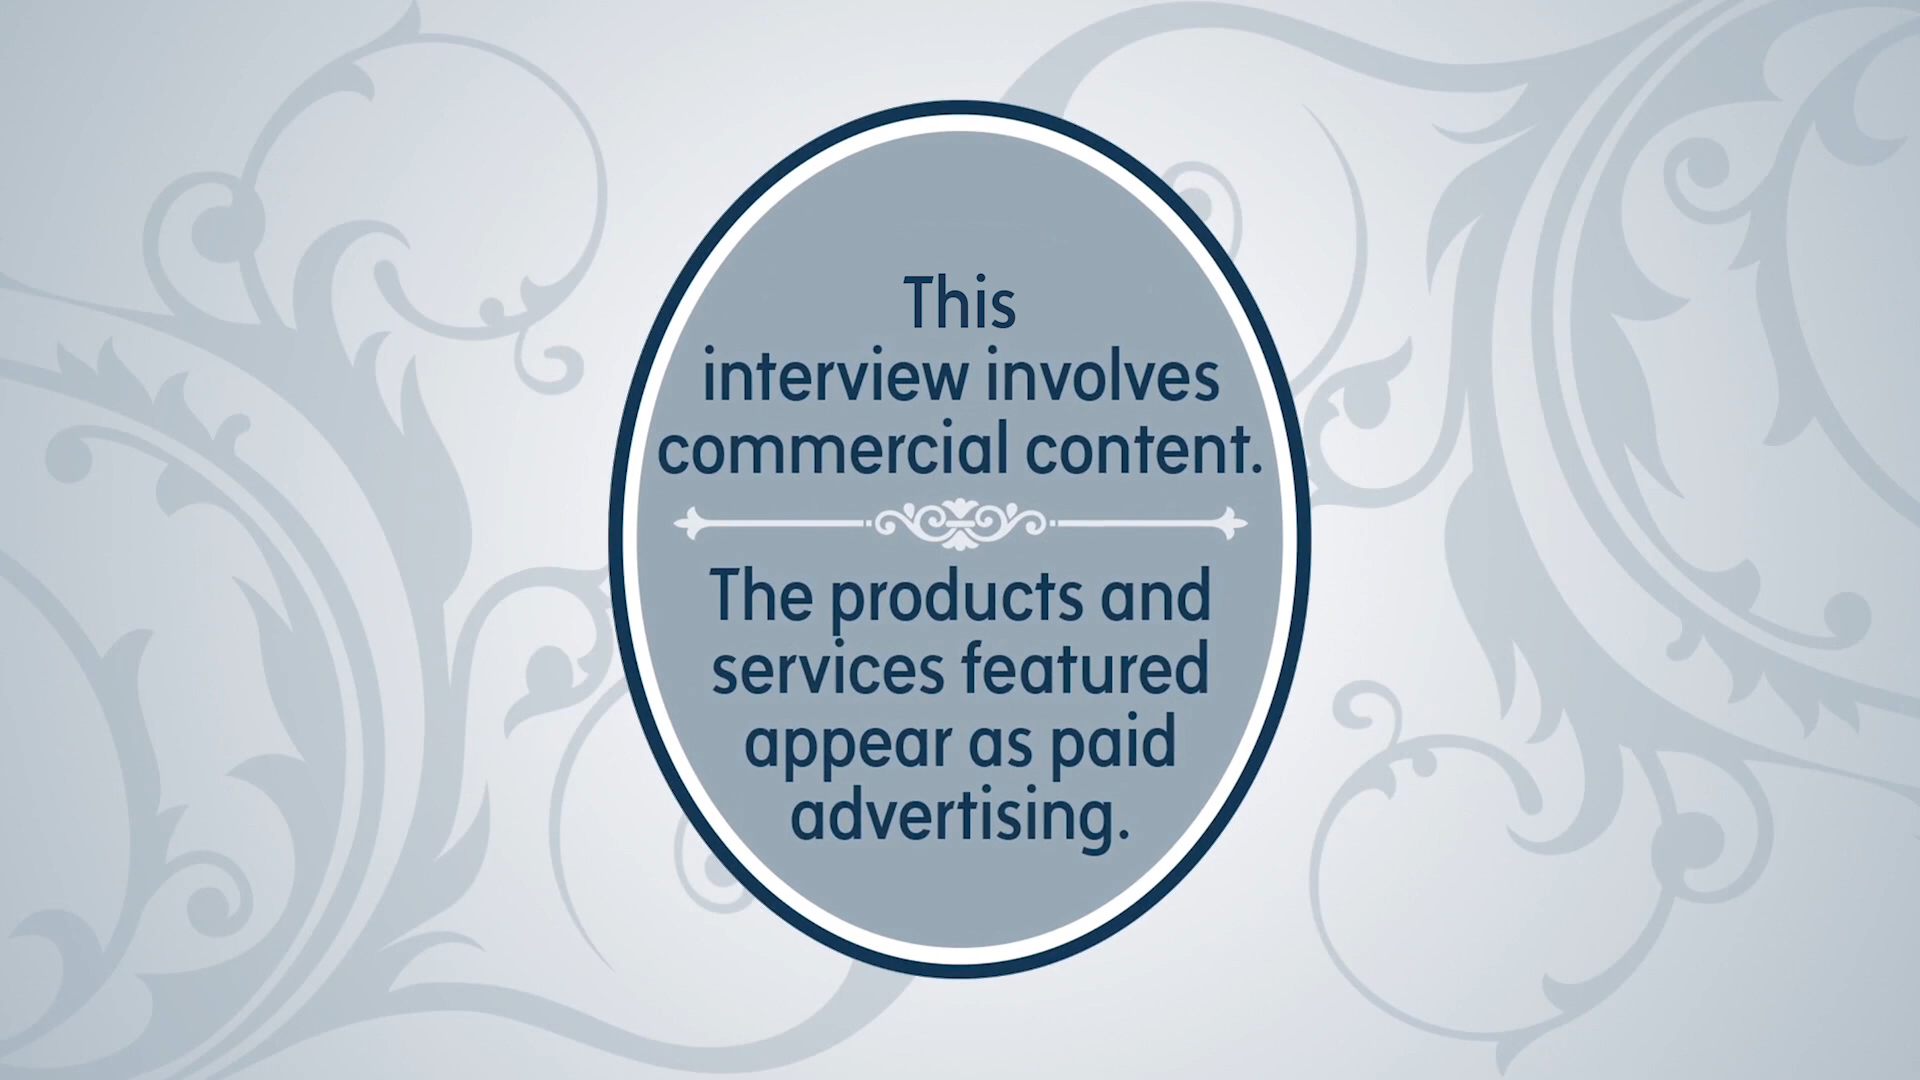 This
interview involves
commercial content.
The products and
services featured
appear as paid
advertising.